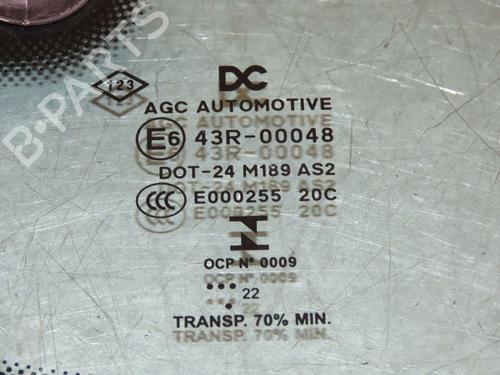 123 DC
AGC AUTOMOTIVE
E6 43R-00048
DOT-24 M189 AS2
CCC E000255 20C
OCP Nº 0009
22
TRANSP. 70% MIN.
B-PARTS